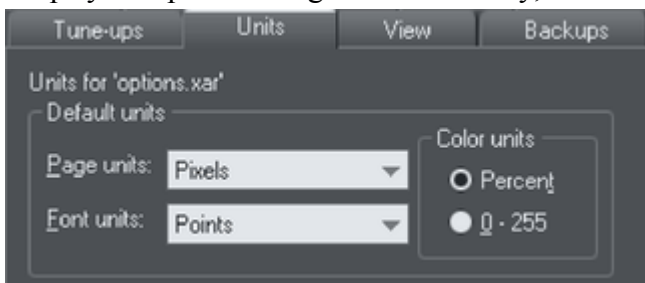 Tune-ups Units View Backups
Units for 'options.xar'
Default units
Color units
Page units: Pixels
Percent
Font units: Points
0 - 255